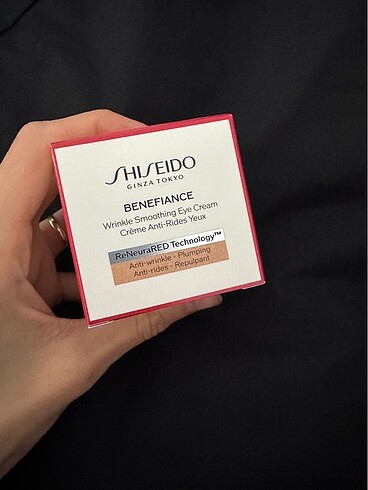 SHISEIDO
GINZA TOKYO
BENEFIANCE
Wrinkle Smoothing Eye Cream
Crème Anti-Rides Yeux
ReNeuraRED Technology™
Anti-wrinkle - Plumping
Anti-rides - Repulpant